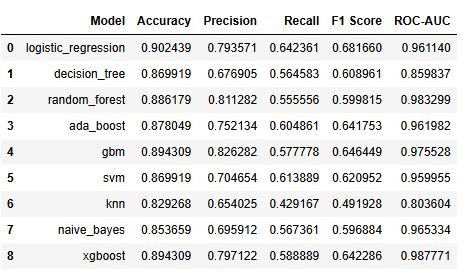 Model Accuracy Precision Recall F1 Score ROC-AUC
0 logistic_regression 0.902439 0.793571 0.642361 0.681660 0.961140
1 decision_tree 0.869919 0.676905 0.564583 0.608961 0.859837
2 random_forest 0.886179 0.811282 0.555556 0.599815 0.983299
3 ada_boost 0.878049 0.752134 0.604861 0.641753 0.961982
4 gbm 0.894309 0.826282 0.577778 0.646449 0.975528
5 svm 0.869919 0.704654 0.613889 0.620952 0.959955
6 knn 0.829268 0.654025 0.429167 0.491928 0.803604
7 naive_bayes 0.853659 0.695912 0.567361 0.596884 0.965334
8 xgboost 0.894309 0.797122 0.588889 0.642286 0.987771